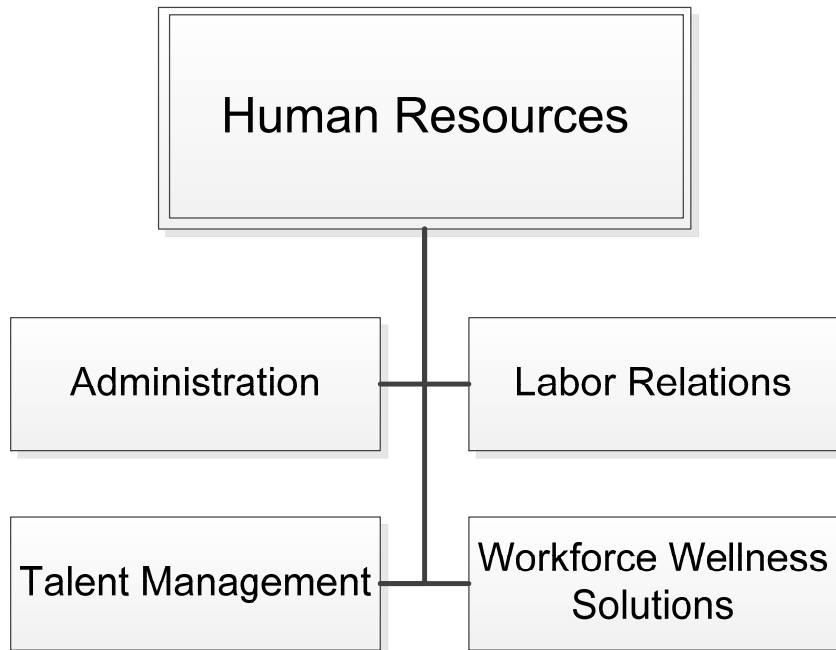 Human Resources
Administration
Labor Relations
Talent Management
Workforce Wellness
Solutions